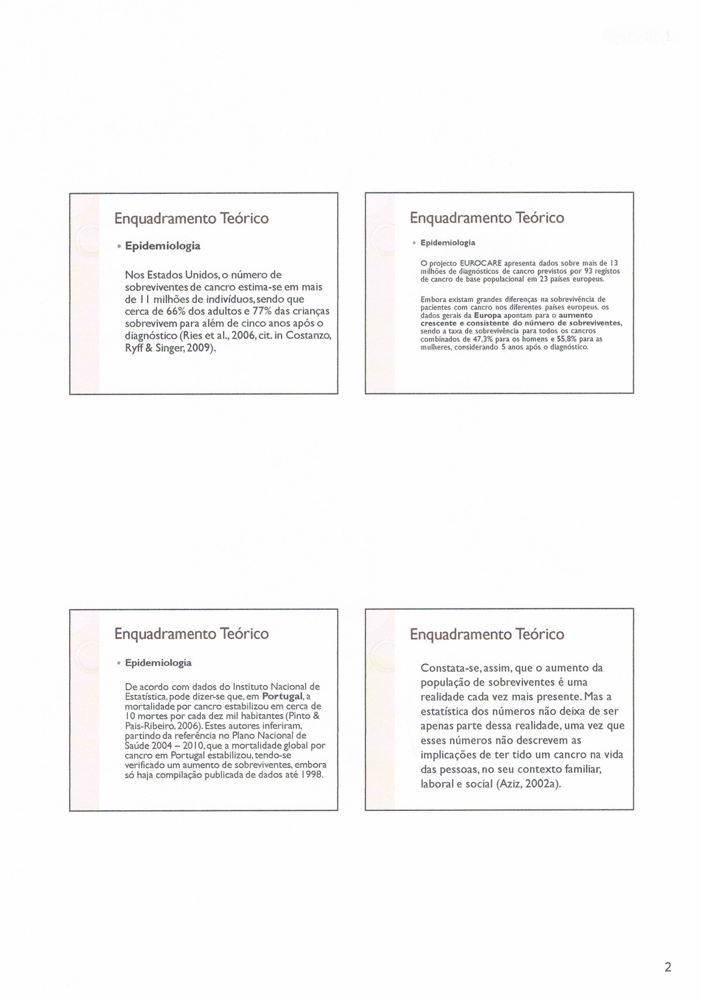 Enquadramento Teórico
• Epidemiologia
Nos Estados Unidos, o número de
sobreviventes de cancro estima-se em mais
de 11 milhões de indivíduos, sendo que
cerca de 66% dos adultos e 77% das crianças
sobrevivem para além de cinco anos após o
diagnóstico (Ries et al., 2006, cit. in Costanzo,
Ryff & Singer, 2009).
Enquadramento Teórico
• Epidemiologia
O projecto EUROCARE apresenta dados sobre mais de 13
milhões de diagnósticos de cancro previstos por 93 registos
de cancro de base populacional em 23 países europeus.
Embora existam grandes diferenças na sobrevivência de
pacientes com cancro nos diferentes países europeus, os
dados gerais da Europa apontam para o aumento
crescente e consistente do número de sobreviventes,
sendo a taxa de sobrevivência para todos os cancros
combinados de 47,3% para os homens e 55,8% para as
mulheres, considerando 5 anos após o diagnóstico.
Enquadramento Teórico
• Epidemiologia
De acordo com dados do Instituto Nacional de
Estatística, pode dizer-se que, em Portugal, a
mortalidade por cancro estabilizou em cerca de
10 mortes por cada dez mil habitantes (Pinto &
Pais-Ribeiro, 2006). Estes autores inferiram,
partindo da referência no Plano Nacional de
Saúde 2004 – 2010, que a mortalidade global por
cancro em Portugal estabilizou, tendo-se
verificado um aumento de sobreviventes, embora
só haja compilação publicada de dados até 1998.
Enquadramento Teórico
Constata-se, assim, que o aumento da
população de sobreviventes é uma
realidade cada vez mais presente. Mas a
estatística dos números não deixa de ser
apenas parte dessa realidade, uma vez que
esses números não descrevem as
implicações de ter tido um cancro na vida
das pessoas, no seu contexto familiar,
laboral e social (Aziz, 2002a).
2